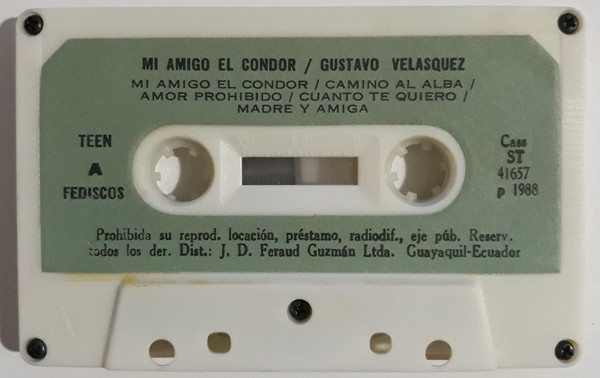 MI AMIGO EL CONDOR / GUSTAVO VELASQUEZ
MI AMIGO EL CONDOR / CAMINO AL ALBA /
AMOR PROHIBIDO / CUANTO TE QUIERO /
MADRE Y AMIGA
TEEN
A
FEDISCOS
Cass
ST
41657
p 1988
Prohibida su reprod. locación, préstamo, radiodif., eje púb. Reserv.
todos los der. Dist.: J. D. Feraud Guzmán Ltda. Guayaquil-Ecuador